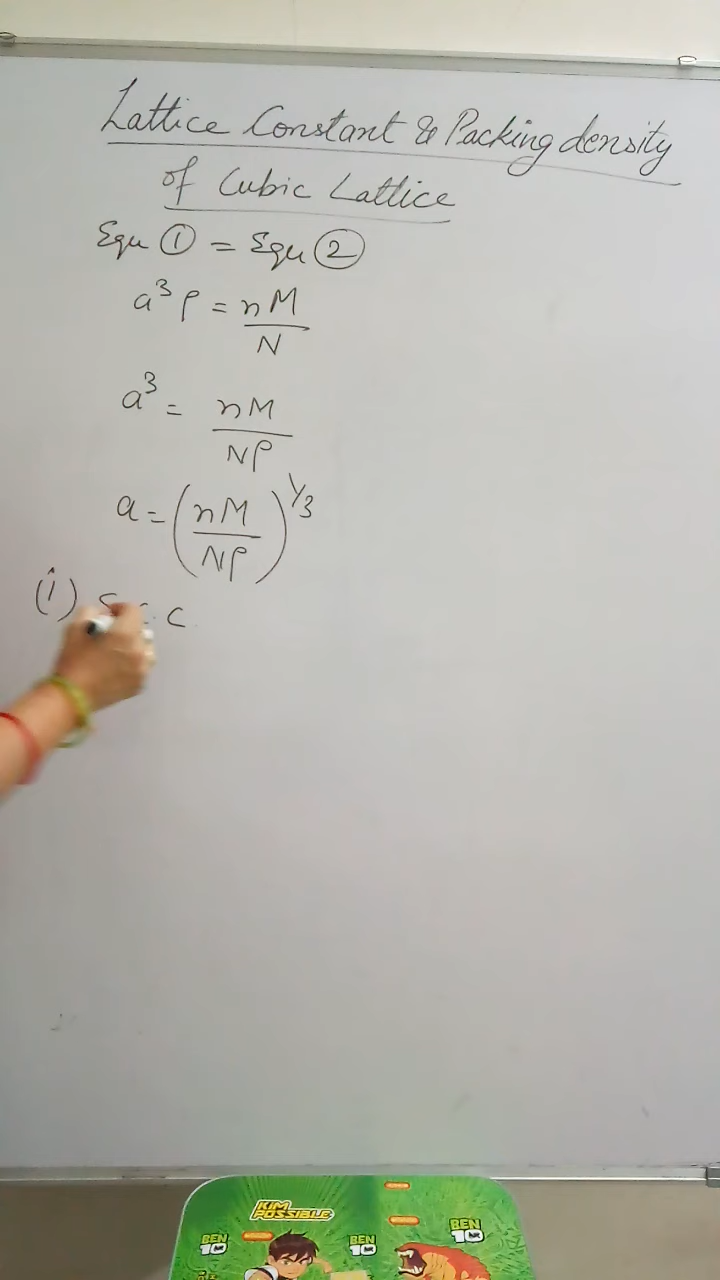 Lattice Constant & Packing density
of Cubic Lattice
Equ ① = Equ ②
a³ρ = nM/N
a³ = nM/Nρ
a = (nM/Nρ)^1/3
(i) S.C.C
KIM POSSIBLE
BEN 10
BEN 10
BEN 10